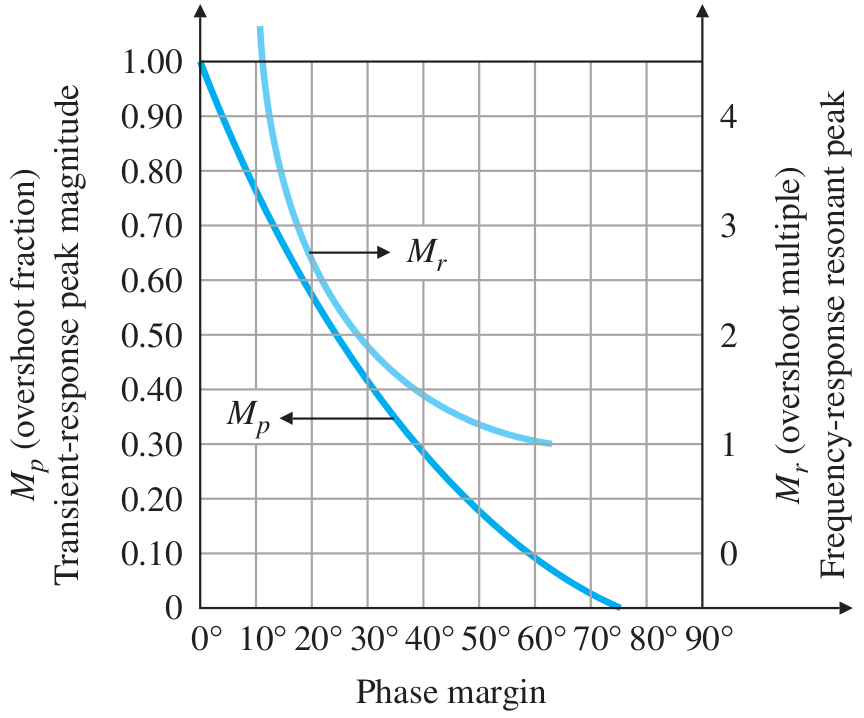 M_p (overshoot fraction)
Transient-response peak magnitude
1.00
0.90
0.80
0.70
0.60
0.50
0.40
0.30
0.20
0.10
0
M_r
M_p
4
3
2
1
0
M_r (overshoot multiple)
Frequency-response resonant peak
0° 10° 20° 30° 40° 50° 60° 70° 80° 90°
Phase margin